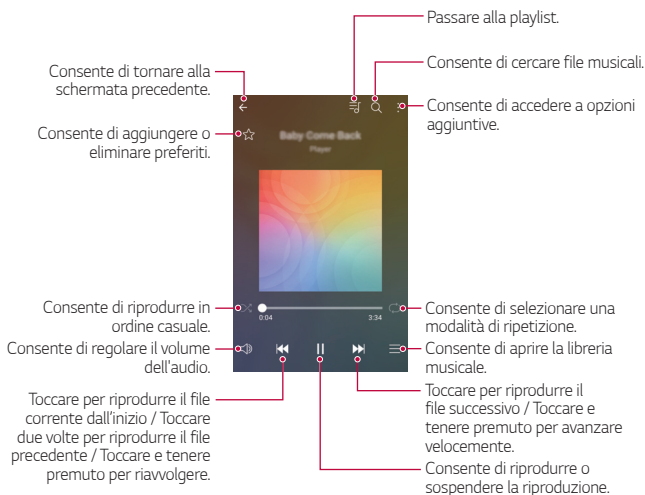 Passare alla playlist.
Consente di cercare file musicali.
Consente di tornare alla
schermata precedente.
Consente di accedere a opzioni
aggiuntive.
Consente di aggiungere o
eliminare preferiti.
Baby Come Back
Player
Consente di riprodurre in
ordine casuale.
0:04
3:34
Consente di selezionare una
modalità di ripetizione.
Consente di regolare il volume
dell'audio.
Consente di aprire la libreria
musicale.
Toccare per riprodurre il file
corrente dall'inizio / Toccare
due volte per riprodurre il file
precedente / Toccare e tenere
premuto per riavvolgere.
Toccare per riprodurre il
file successivo / Toccare e
tenere premuto per avanzare
velocemente.
Consente di riprodurre o
sospendere la riproduzione.